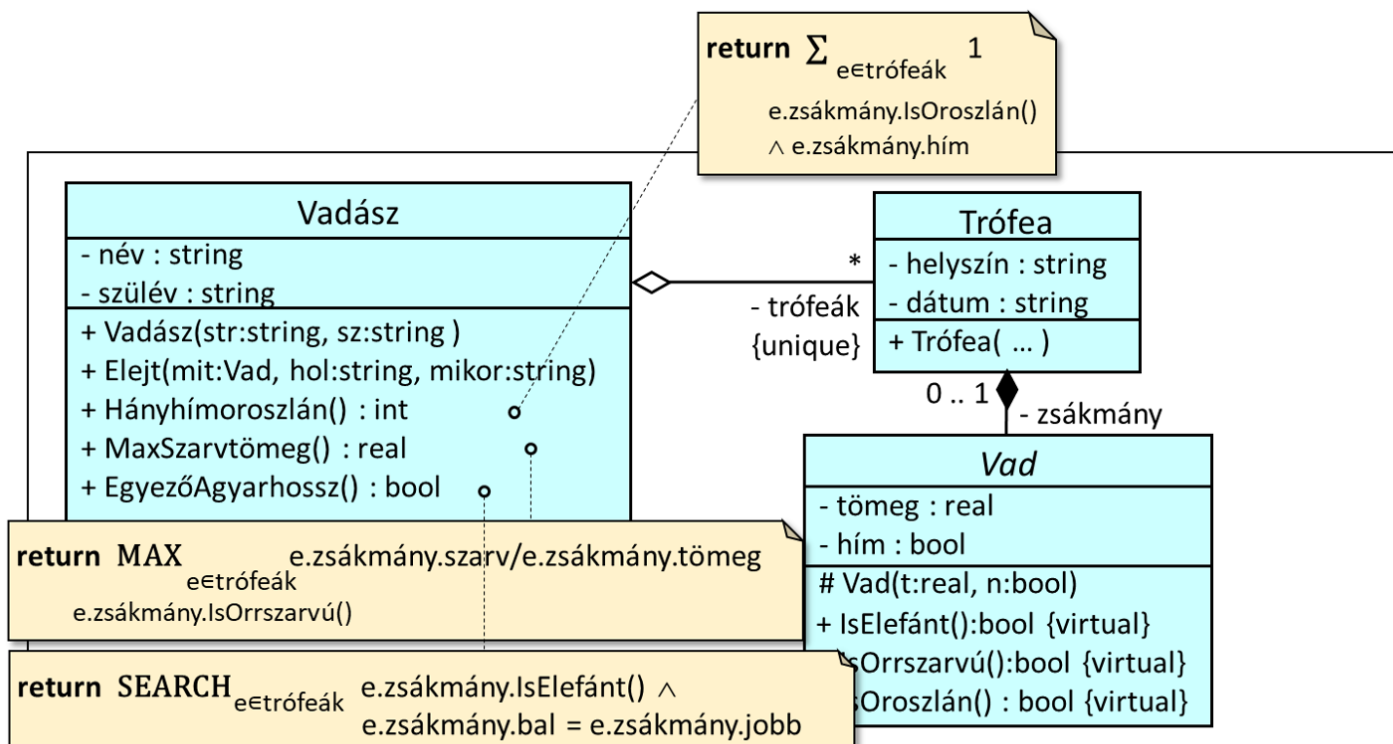 return ∑ e∈trófeák 1
e.zsákmány.IsOroszlán()
∧ e.zsákmány.hím
Vadász
- név : string
- szülév : string
+ Vadász(str:string, sz:string )
+ Elejt(mit:Vad, hol:string, mikor:string)
+ Hányhímoroszlán() : int
+ MaxSzarvtömeg() : real
+ EgyezőAgyarhossz() : bool
*
- trófeák
{unique}
Trófea
- helyszín : string
- dátum : string
+ Trófea( ... )
0 .. 1
- zsákmány
Vad
- tömeg : real
- hím : bool
# Vad(t:real, n:bool)
+ IsElefánt():bool {virtual}
sOrrszarvú():bool {virtual}
sOroszlán() : bool {virtual}
return MAX e.zsákmány.szarv/e.zsákmány.tömeg
e∈trófeák
e.zsákmány.IsOrrszarvú()
return SEARCH e∈trófeák e.zsákmány.IsElefánt() ∧
e.zsákmány.bal = e.zsákmány.jobb